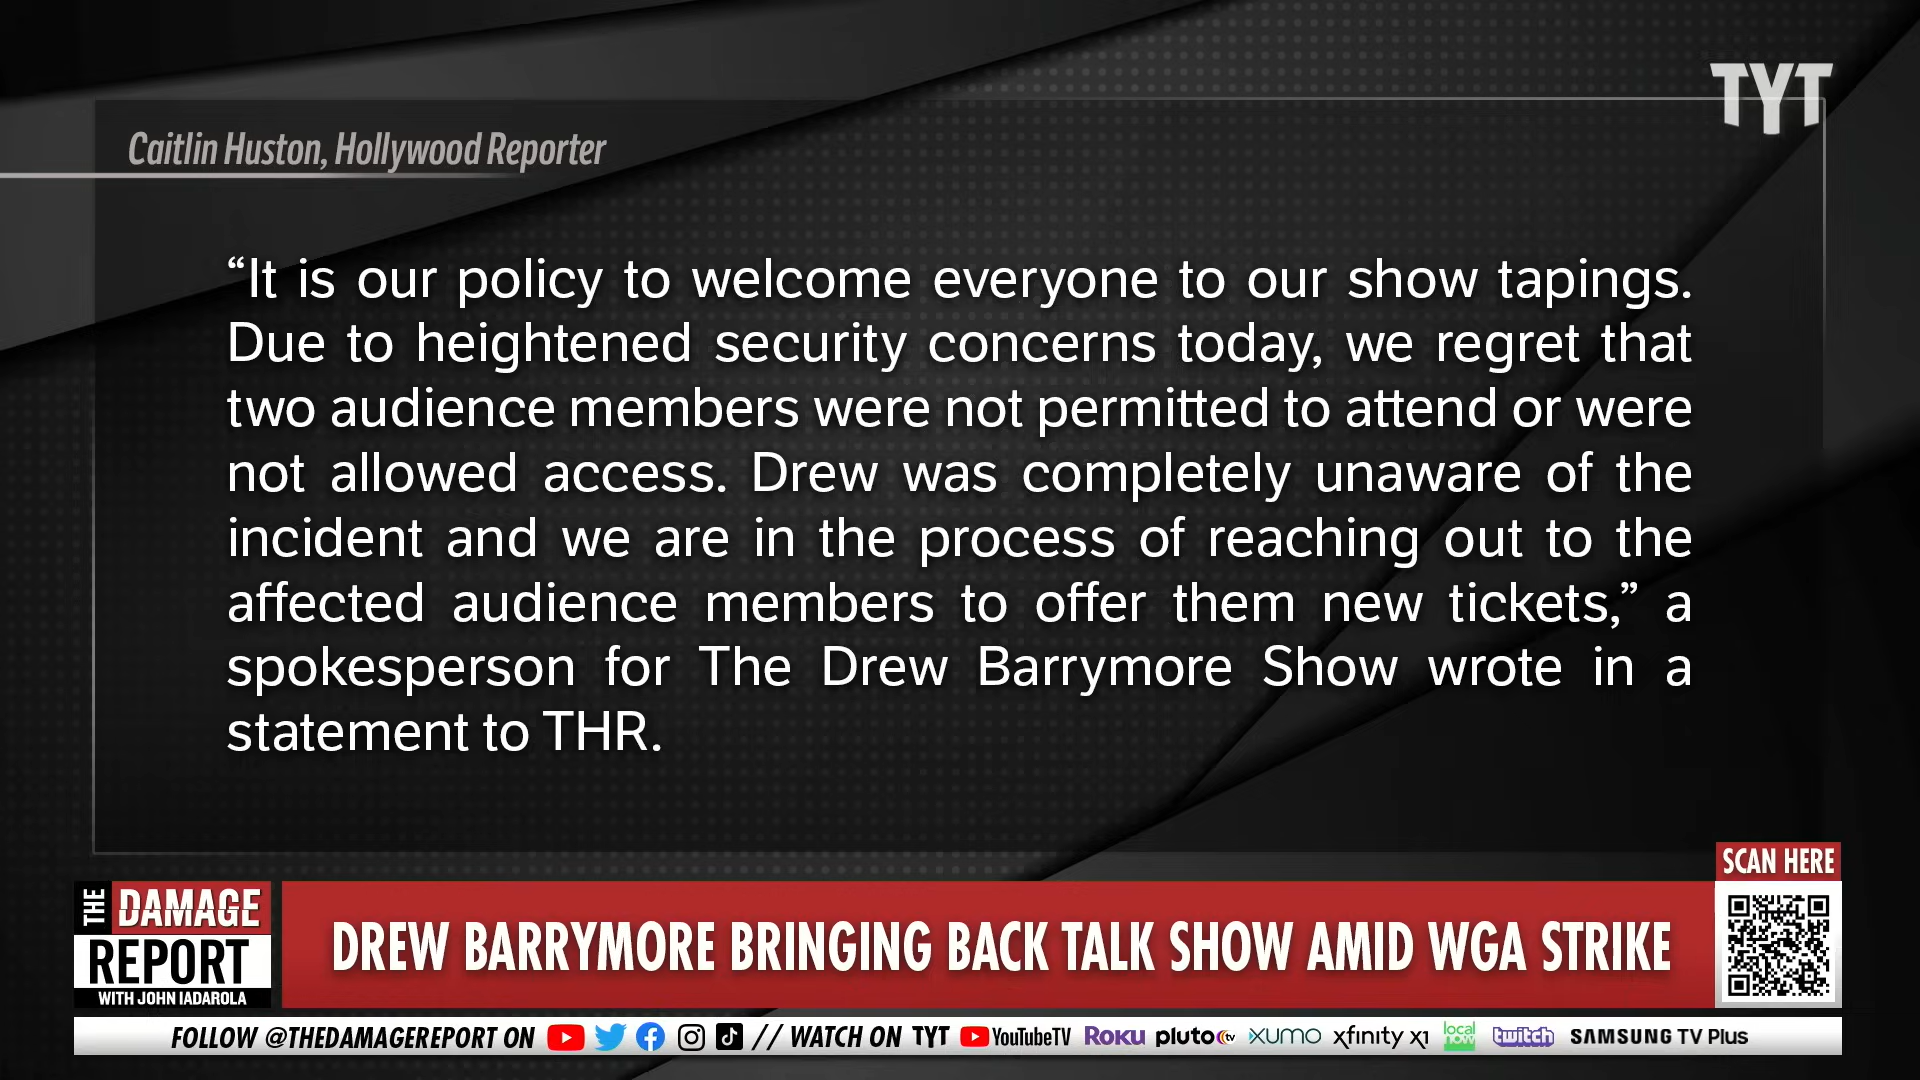 TYT
Caitlin Huston, Hollywood Reporter
“It is our policy to welcome everyone to our show tapings.
Due to heightened security concerns today, we regret that
two audience members were not permitted to attend or were
not allowed access. Drew was completely unaware of the
incident and we are in the process of reaching out to the
affected audience members to offer them new tickets,” a
spokesperson for The Drew Barrymore Show wrote in a
statement to THR.
SCAN HERE
THE DAMAGE
REPORT
WITH JOHN IADAROLA
DREW BARRYMORE BRINGING BACK TALK SHOW AMID WGA STRIKE
FOLLOW @THEDAMAGEREPORT ON // WATCH ON TYT YouTubeTV ROKU pluto tv XUMO xfinity x1 local now twitch SAMSUNG TV Plus